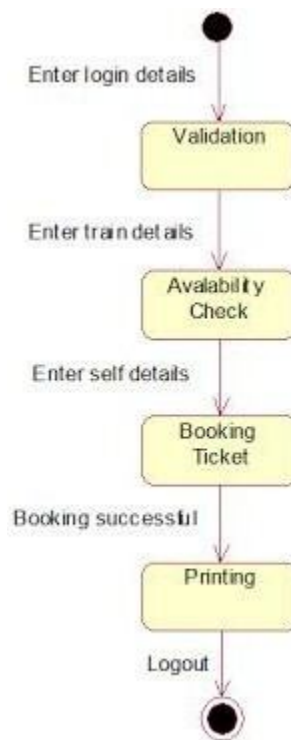 Enter login details
Validation
Enter train details
Avalability
Check
Enter self details
Booking
Ticket
Booking successful
Printing
Logout